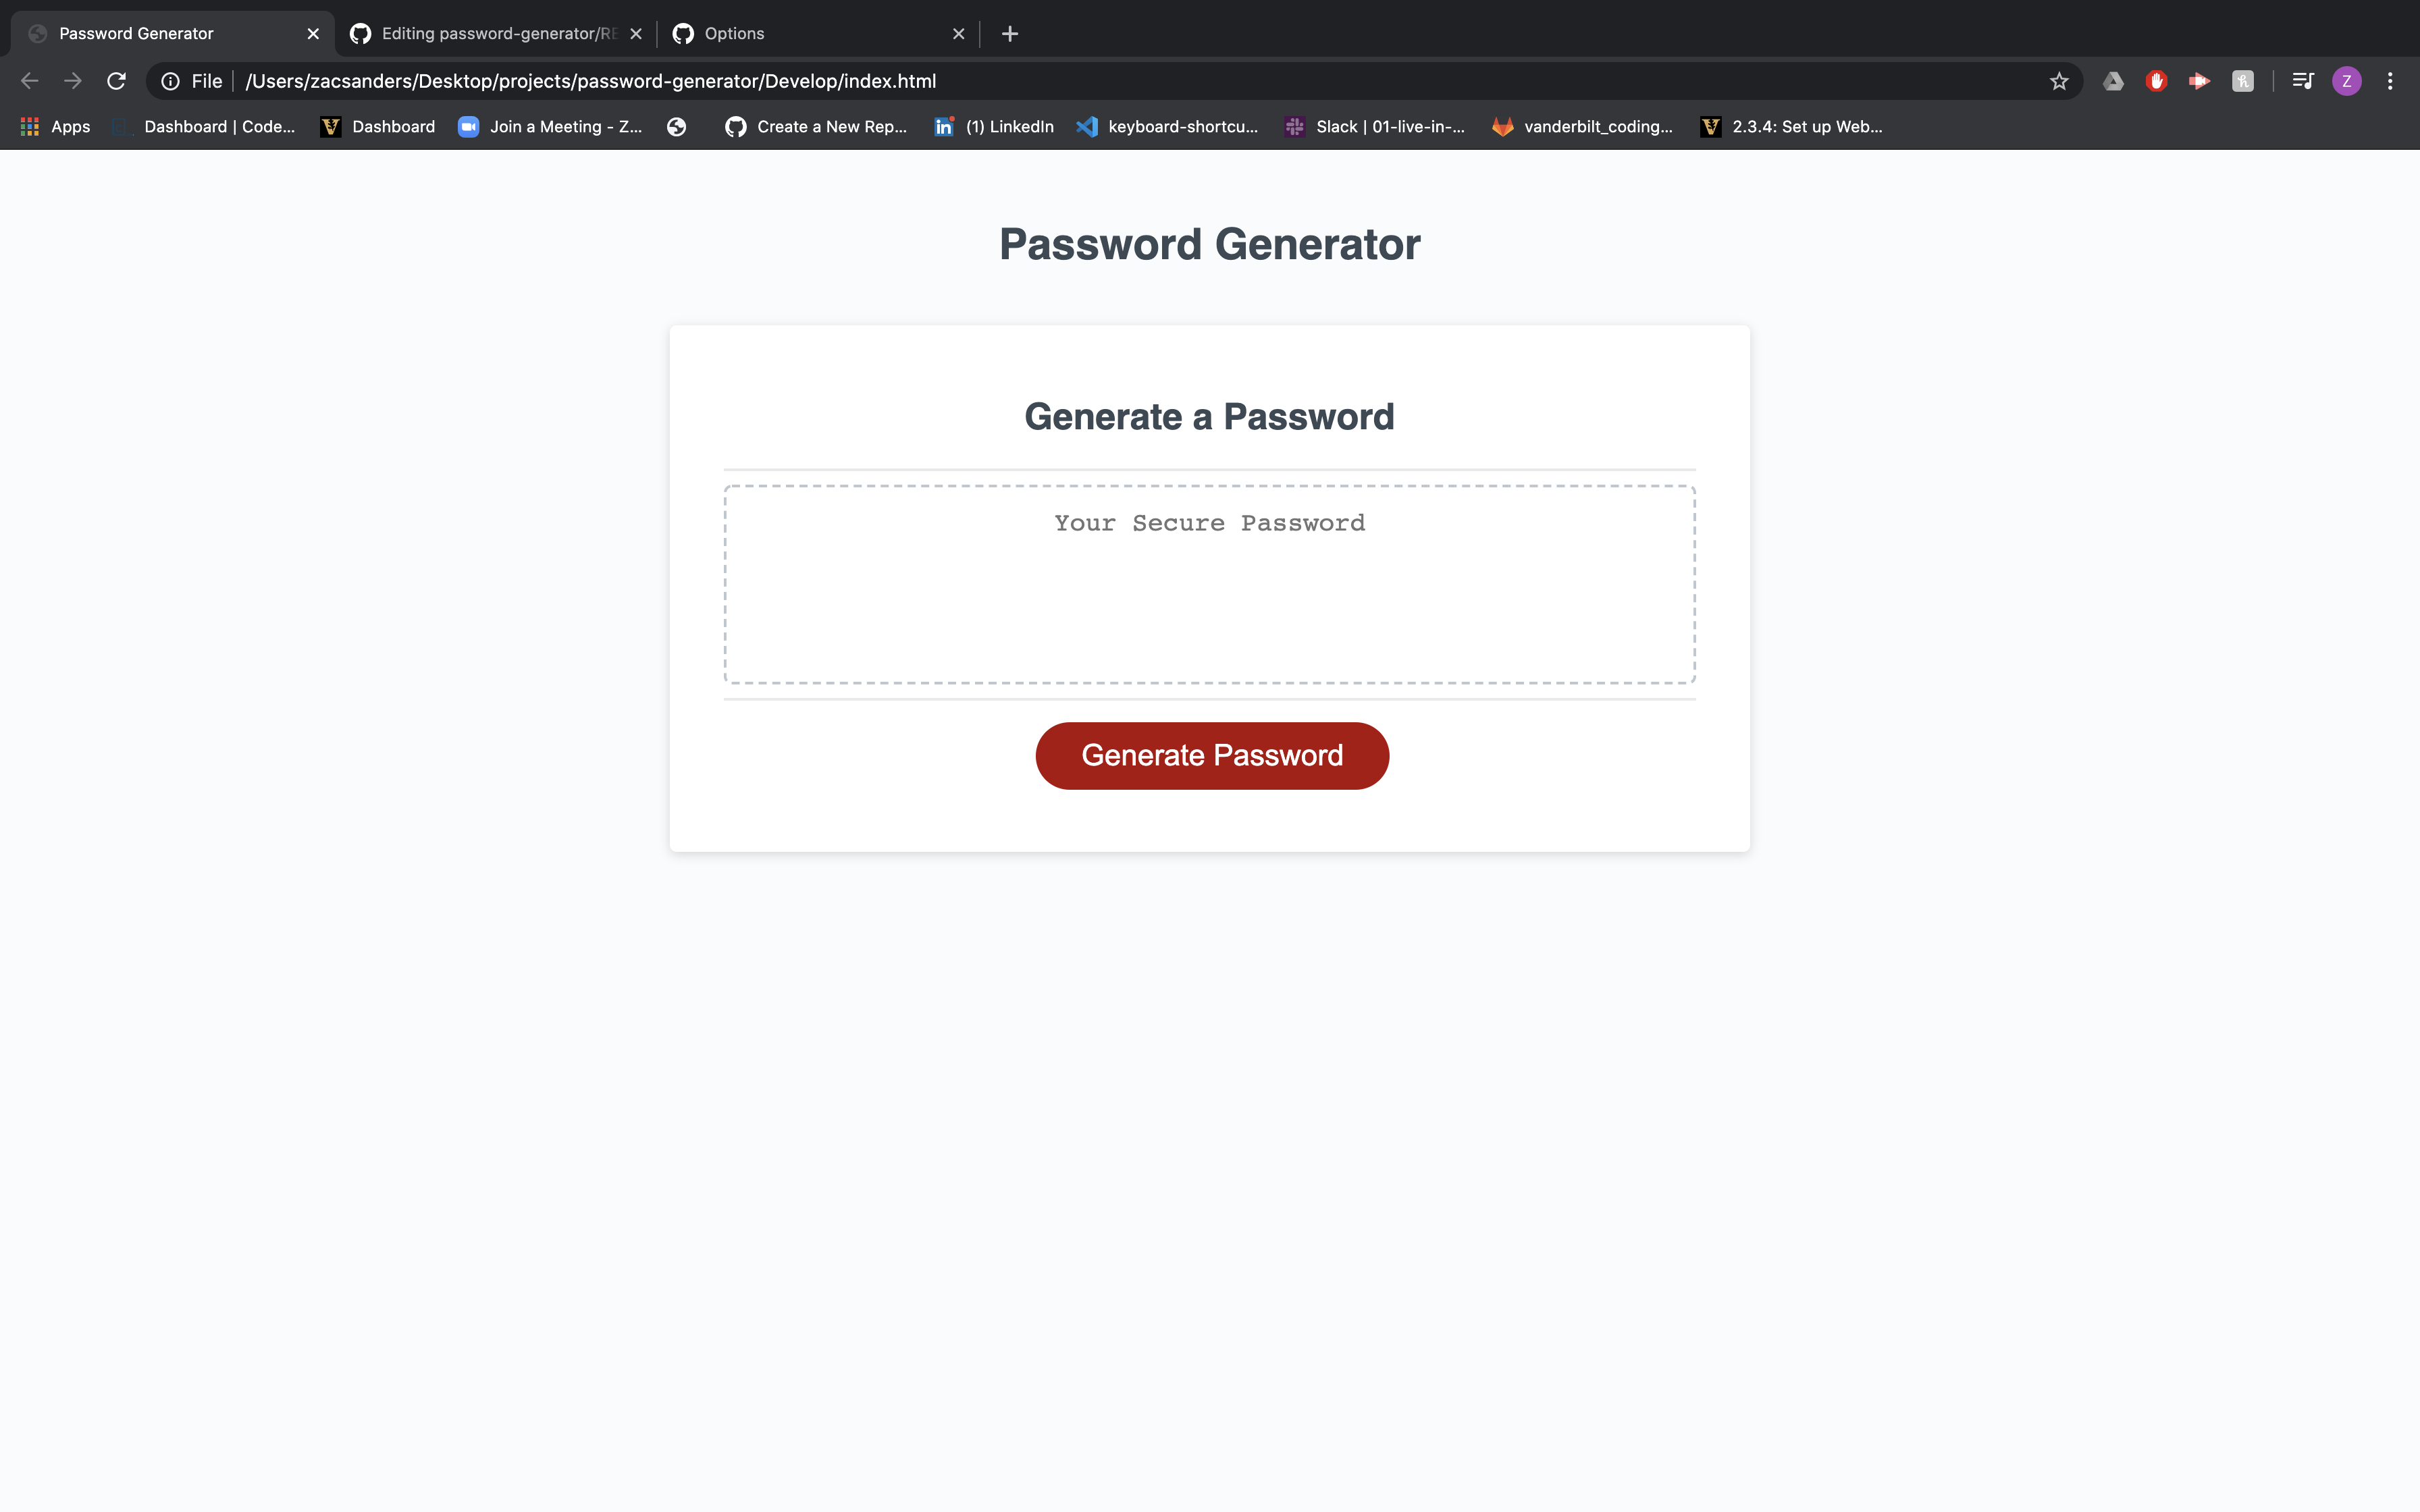 Password Generator
Editing password-generator/RE
Options
File
/Users/zacsanders/Desktop/projects/password-generator/Develop/index.html
Z
Apps
Dashboard | Code...
Dashboard
Join a Meeting - Z...
Create a New Rep...
in
(1) LinkedIn
keyboard-shortcu...
Slack | 01-live-in-...
vanderbilt_coding...
2.3.4: Set up Web...
Password Generator
Generate a Password
Your Secure Password
Generate Password